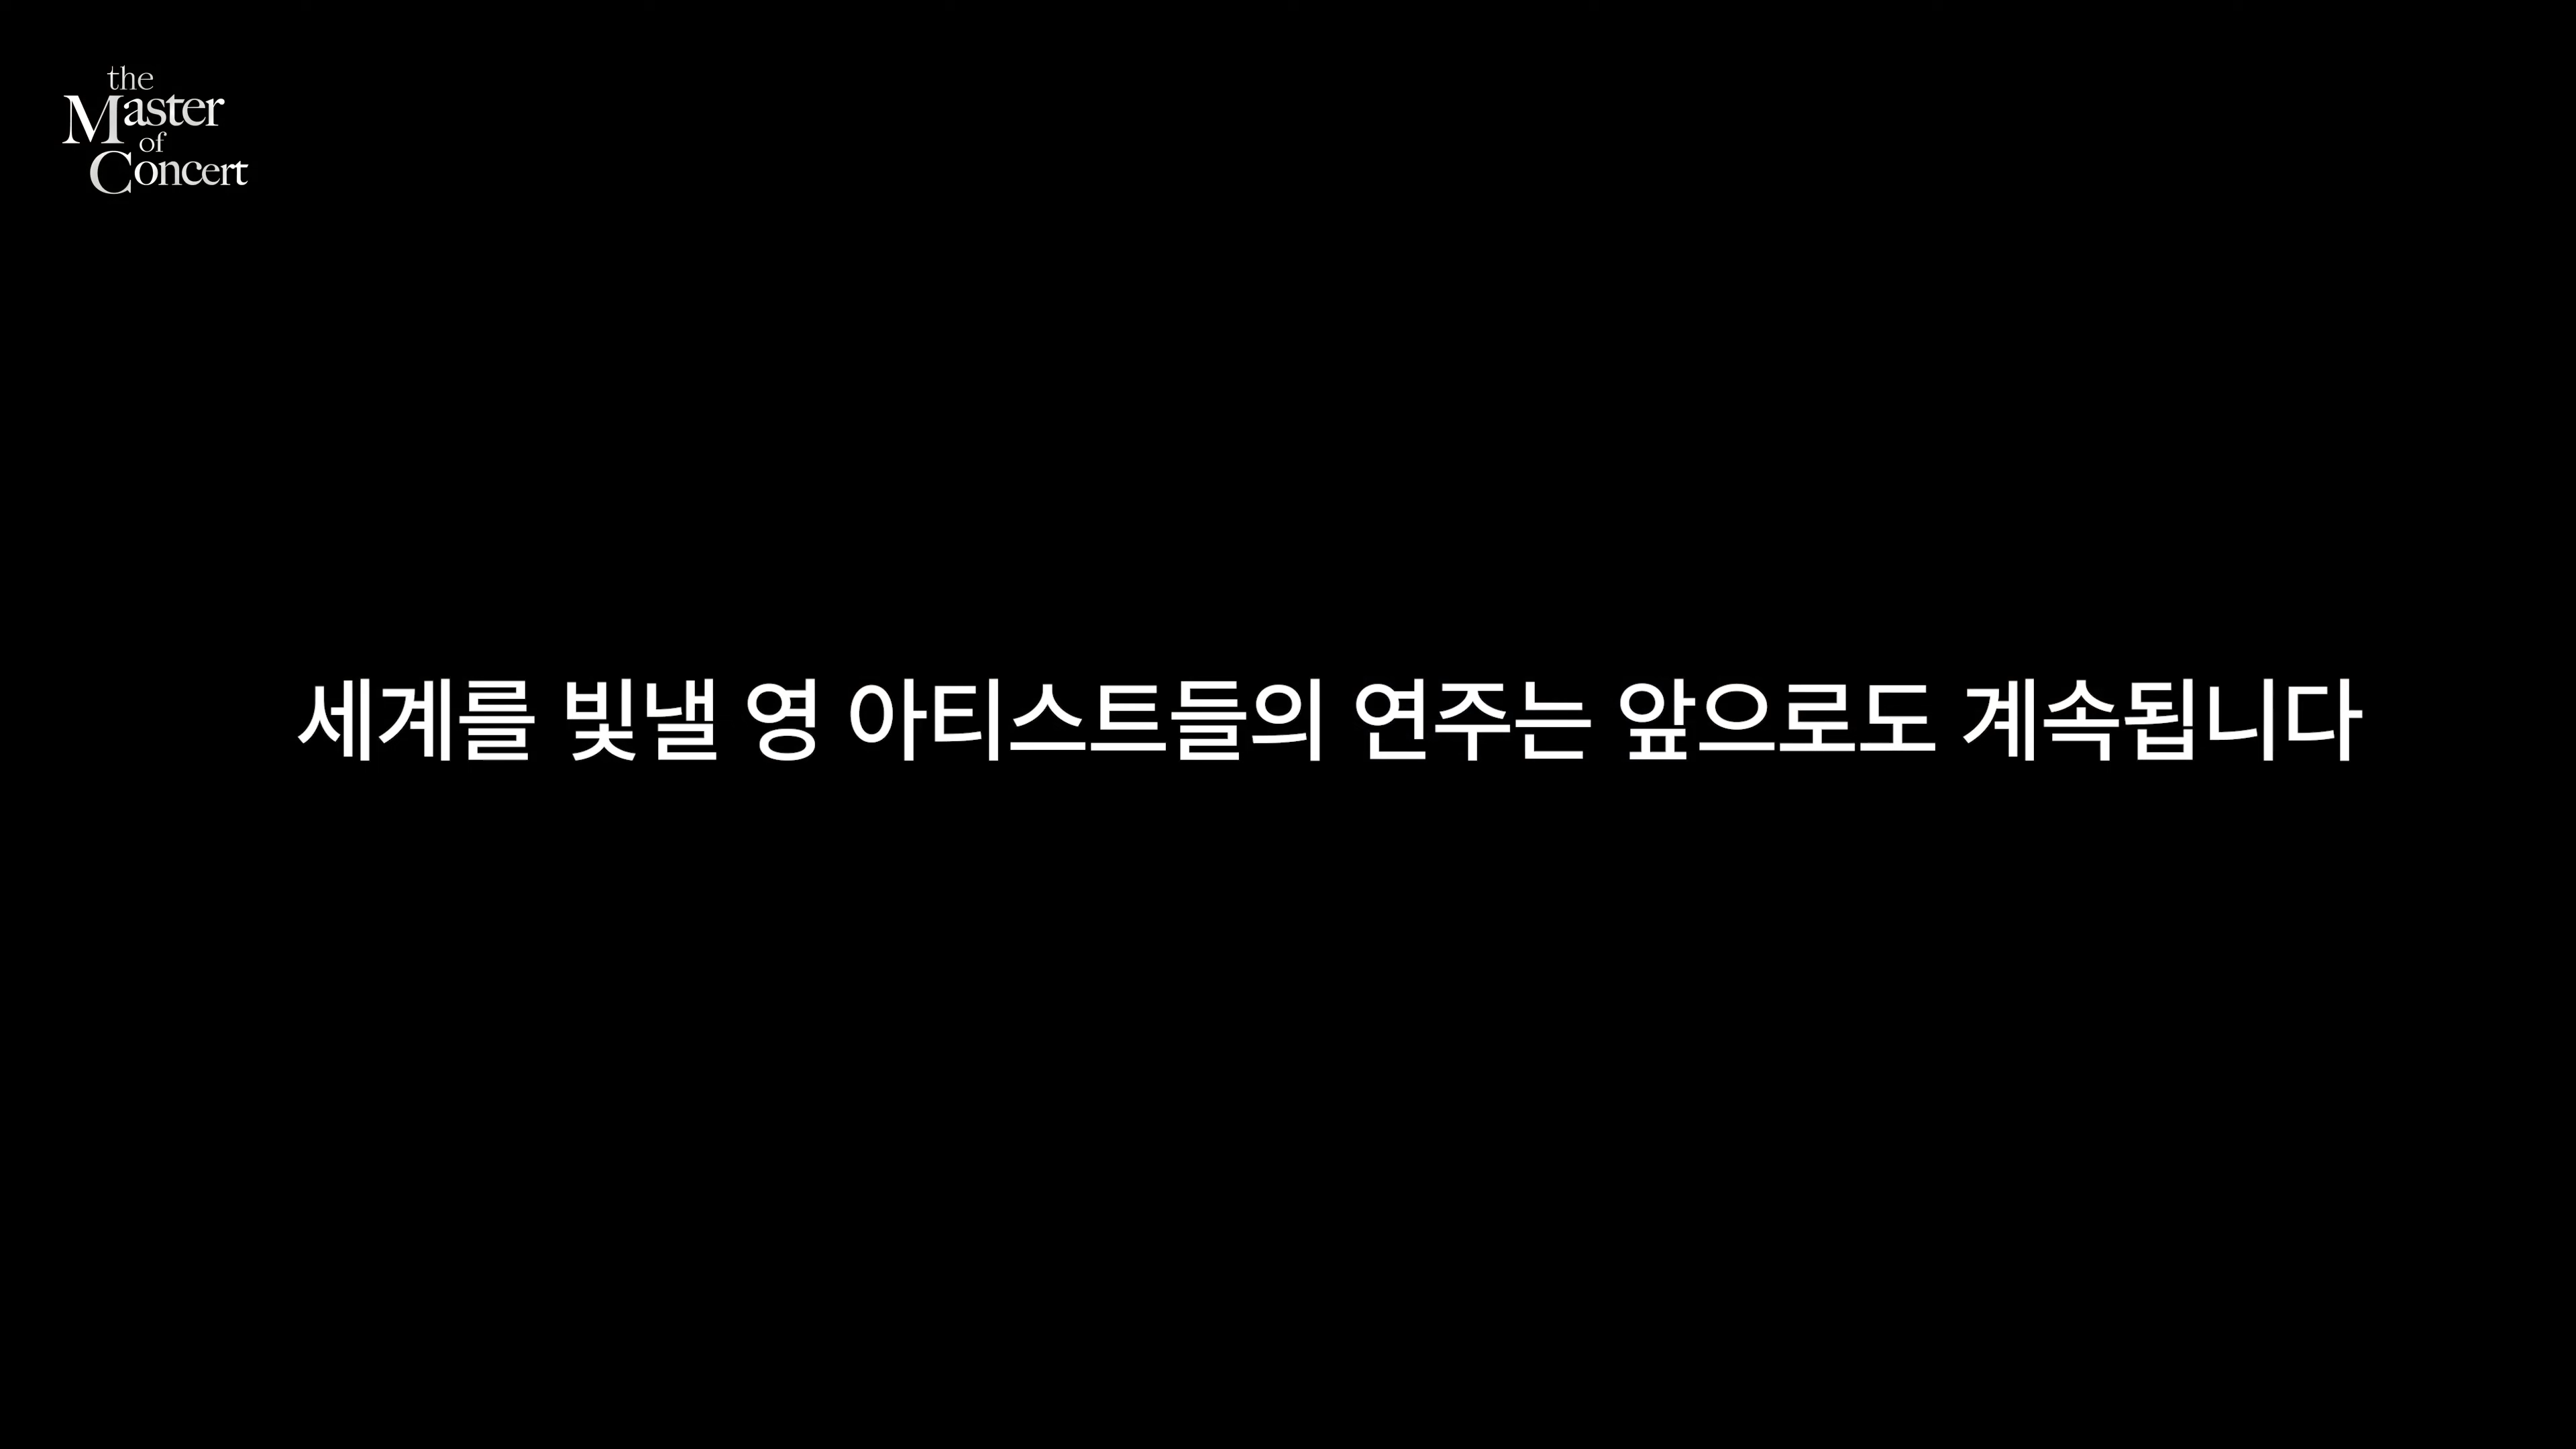 the
Master
of
Concert
세계를 빛낼 영 아티스트들의 연주는 앞으로도 계속됩니다